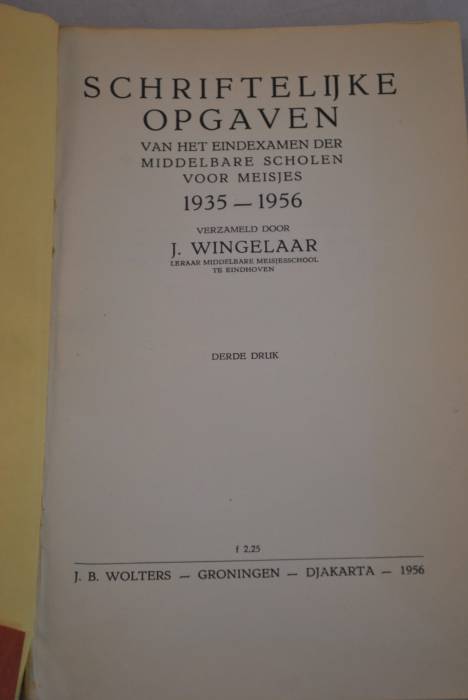 SCHRIFTELIJKE
OPGAVEN
VAN HET EINDEXAMEN DER
MIDDELBARE SCHOLEN
VOOR MEISJES
1935 — 1956
VERZAMELD DOOR
J. WINGELAAR
LERAAR MIDDELBARE MEISJESSCHOOL
TE EINDHOVEN
DERDE DRUK
f 2,25
J. B. WOLTERS — GRONINGEN — DJAKARTA — 1956